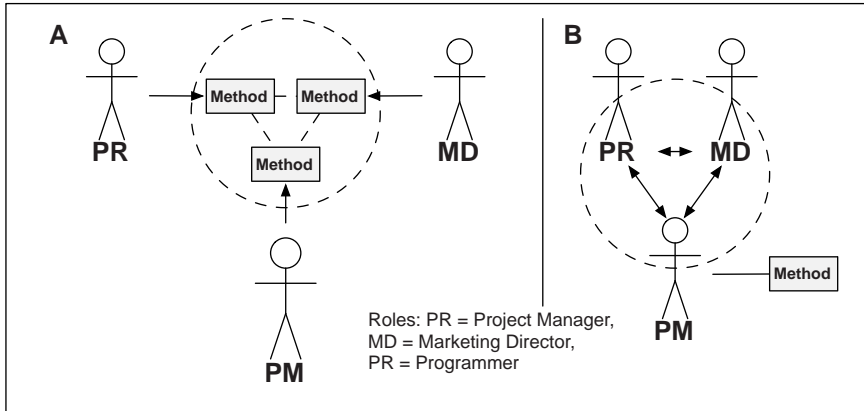 A
B
Method
Method
Method
PR
MD
PR
MD
Method
PM
PM
Roles: PR = Project Manager,
MD = Marketing Director,
PR = Programmer